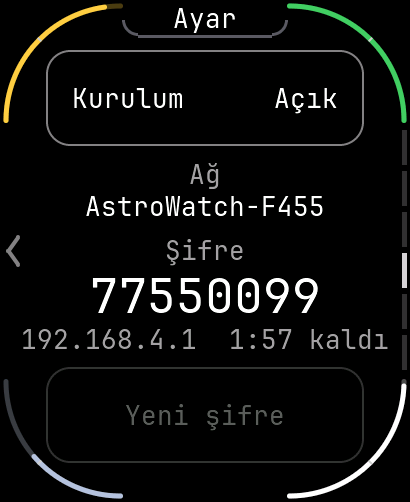 Ayar
Kurulum Açık
Ağ
AstroWatch-F455
Şifre
77550099
192.168.4.1 1:57 kaldı
Yeni şifre